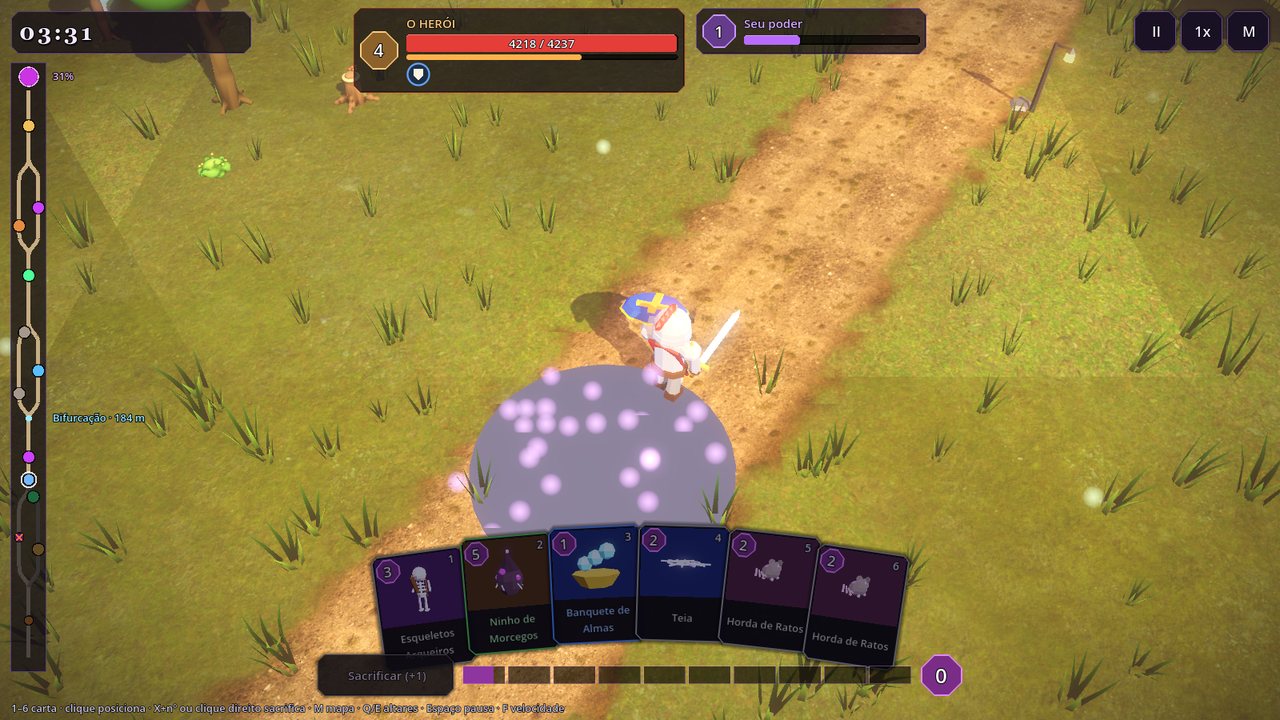 03:31
O HERÓI
4
4218 / 4237
1
Seu poder
II
1x
M
31%
Bifurcação · 184 m
3
1
Esqueletos
Arqueiros
5
2
Ninho de
Morcegos
1
3
Banquete de
Almas
2
4
Teia
2
5
Horda de Ratos
2
6
Horda de Ratos
Sacrificar (+1)
0
1-6 carta · clique posiciona · X+nº ou clique direito sacrifica · M mapa · Q/E altares · Espaço pausa · F velocidade